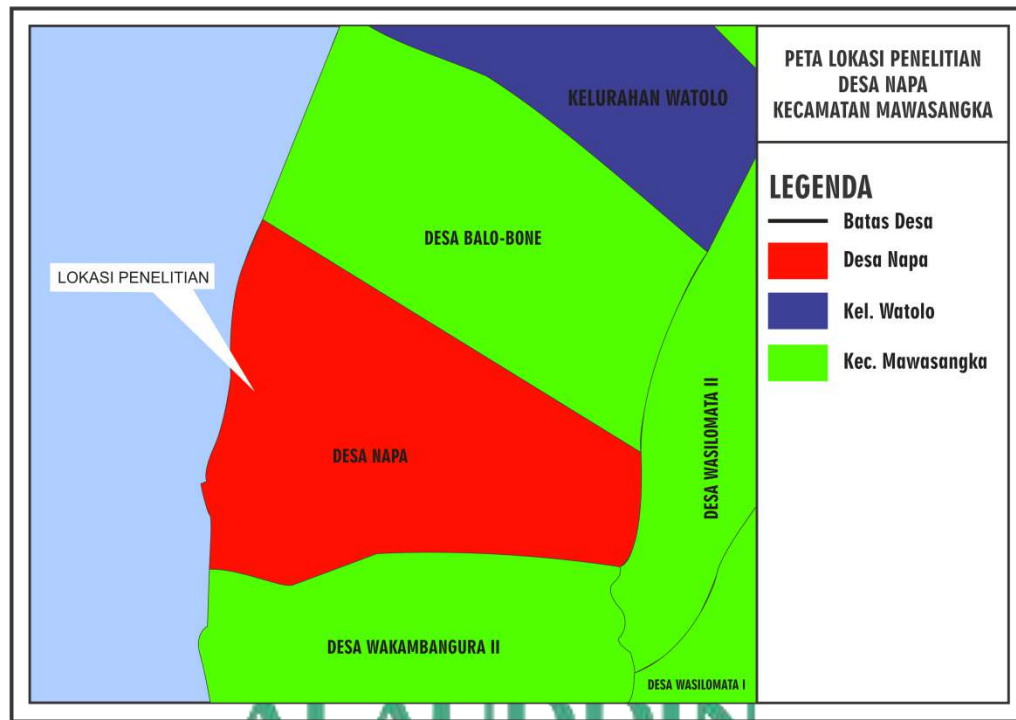 PETA LOKASI PENELITIAN
DESA NAPA
KECAMATAN MAWASANGKA
LEGENDA
Batas Desa
Desa Napa
Kel. Watolo
Kec. Mawasangka
KELURAHAN WATOLO
DESA BALO-BONE
LOKASI PENELITIAN
DESA NAPA
DESA WASILOMATA II
DESA WAKAMBANGURA II
DESA WASILOMATA I
ALAUDDIN